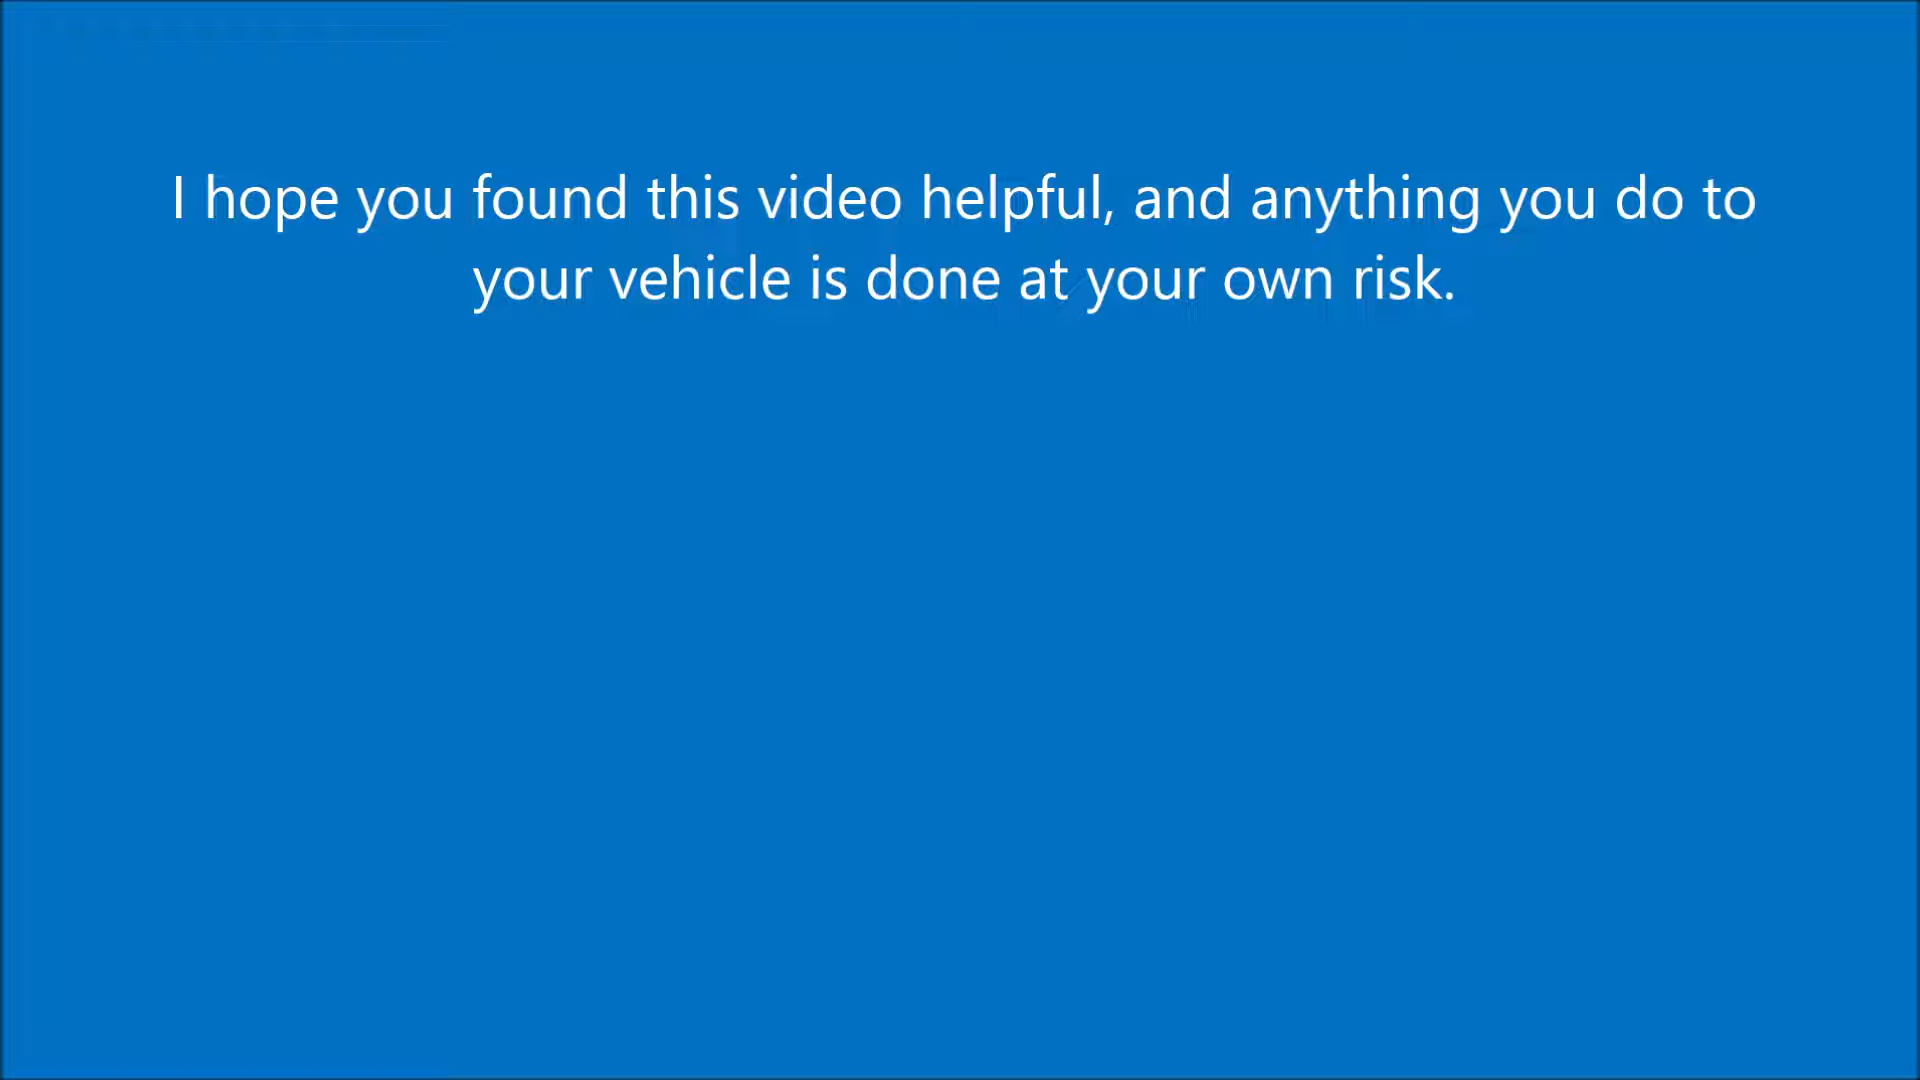 I hope you found this video helpful, and anything you do to
your vehicle is done at your own risk.